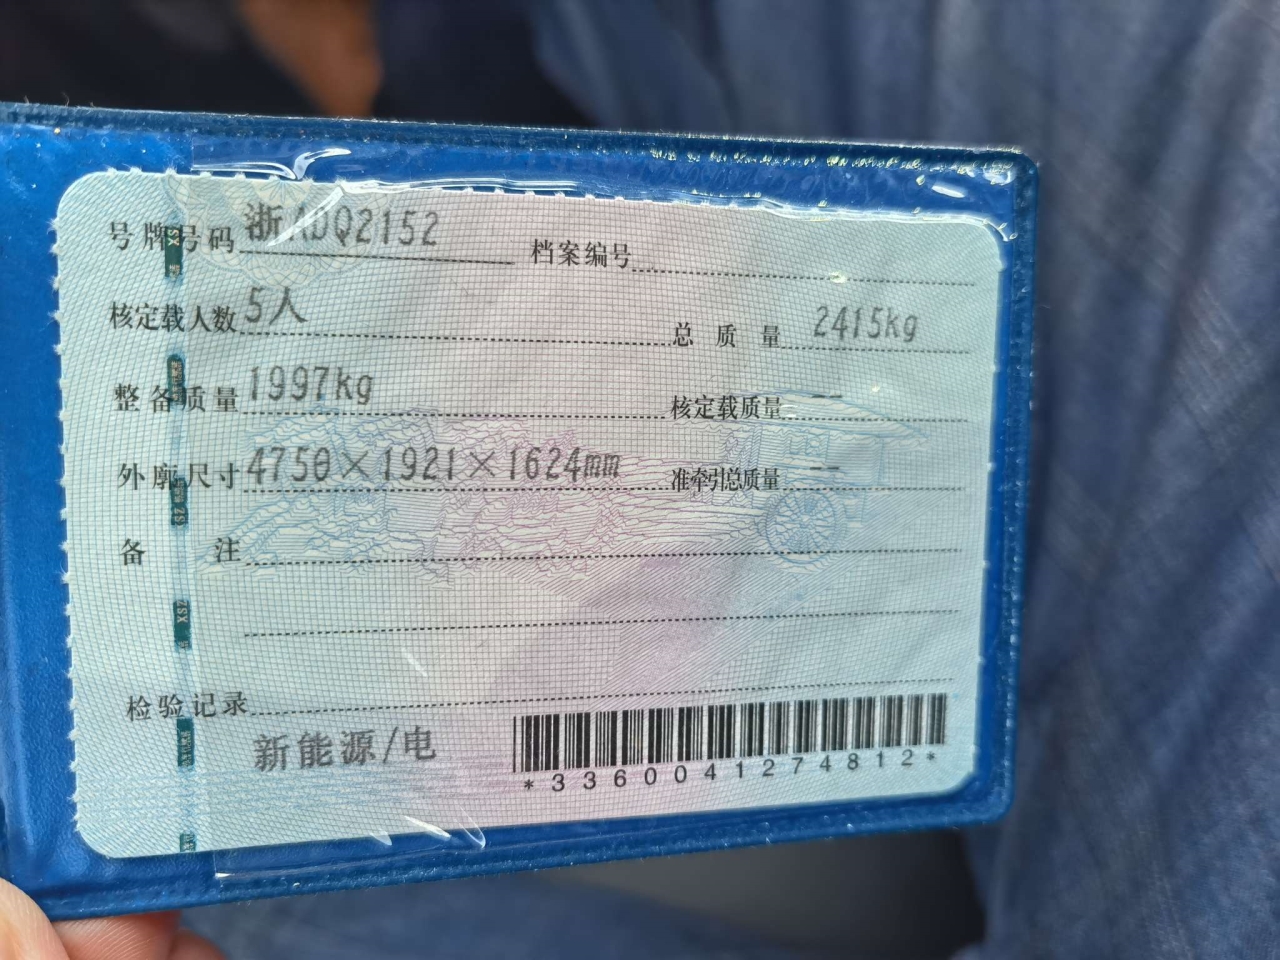 号牌号码 浙ADQ2152 档案编号
核定载人数 5人 总质量 2415kg
整备质量 1997kg 核定载质量 --
外廓尺寸 4750×1921×1624mm 准牵引总质量 --
备注
检验记录
新能源/电
*3360041274812*